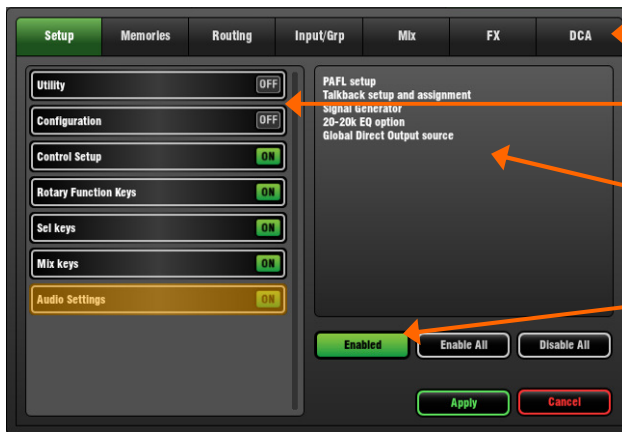 Setup Memories Routing Input/Grp Mix FX DCA
Utility OFF
Configuration OFF
Control Setup ON
Rotary Function Keys ON
Sel keys ON
Mix keys ON
Audio Settings ON
PAFL setup
Talkback setup and assignment
Signal Generator
20-20k EQ option
Global Direct Output source
Enabled Enable All Disable All
Apply Cancel